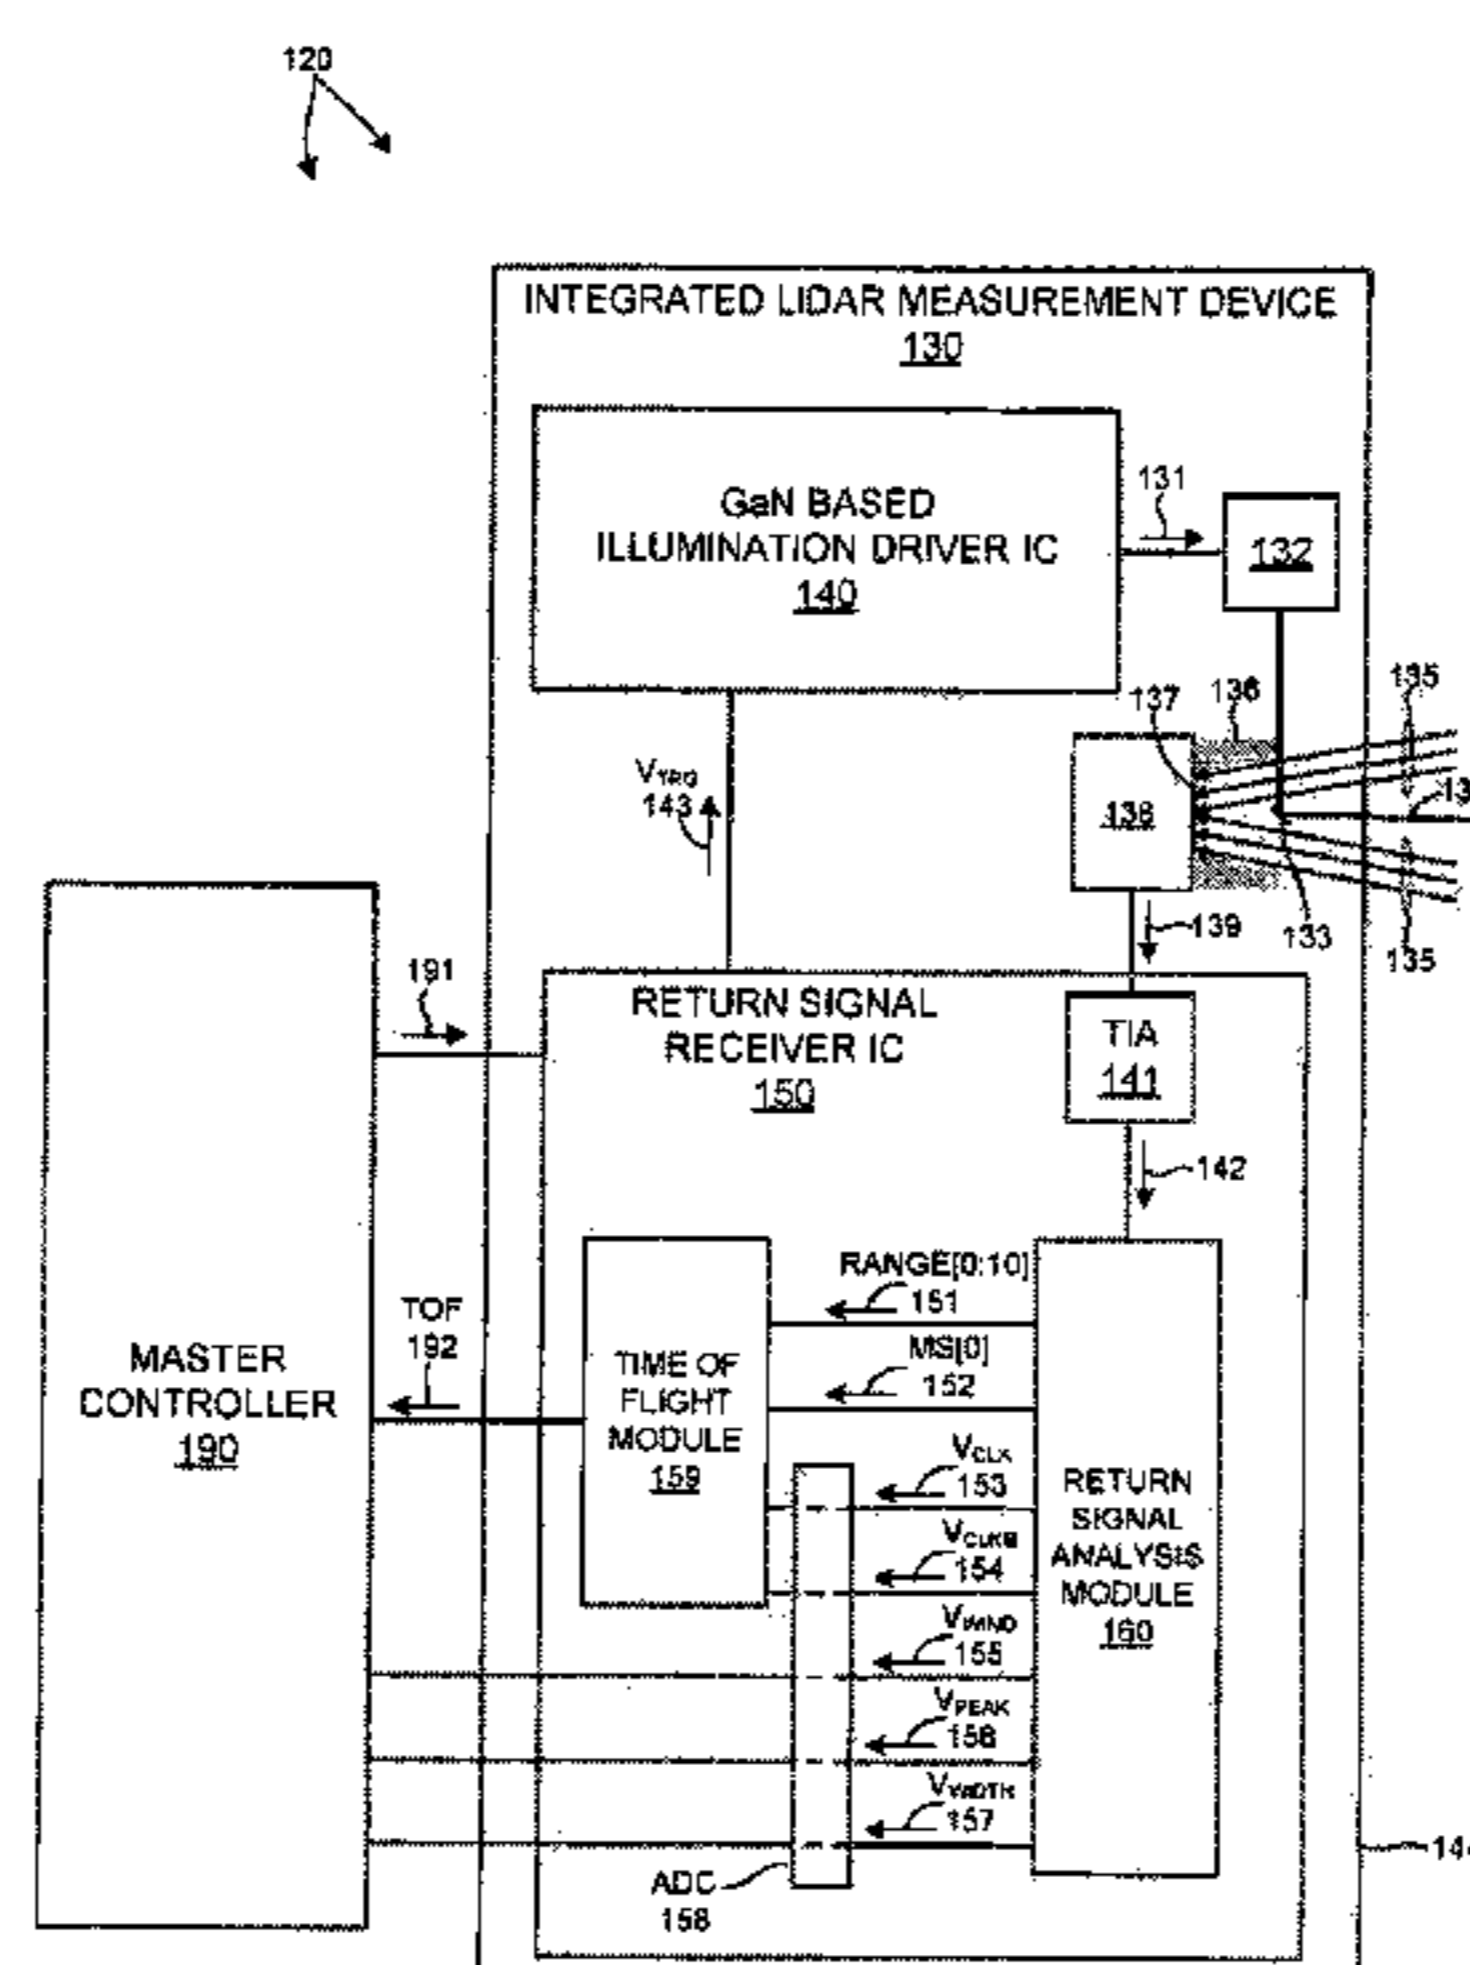 120
INTEGRATED LIDAR MEASUREMENT DEVICE
130
GaN BASED
ILLUMINATION DRIVER IC
140
131
132
137
136
135
138
V
143
139
133
135
191
RETURN SIGNAL
RECEIVER IC
150
TIA
141
142
RANGE[0:10]
151
MS[0]
152
TOF
192
MASTER
CONTROLLER
190
TIME OF
FLIGHT
MODULE
159
VCLK
153
VCLKB
154
V
155
VPEAK
156
VWIDTH
157
RETURN
SIGNAL
ANALYSIS
MODULE
160
ADC
158